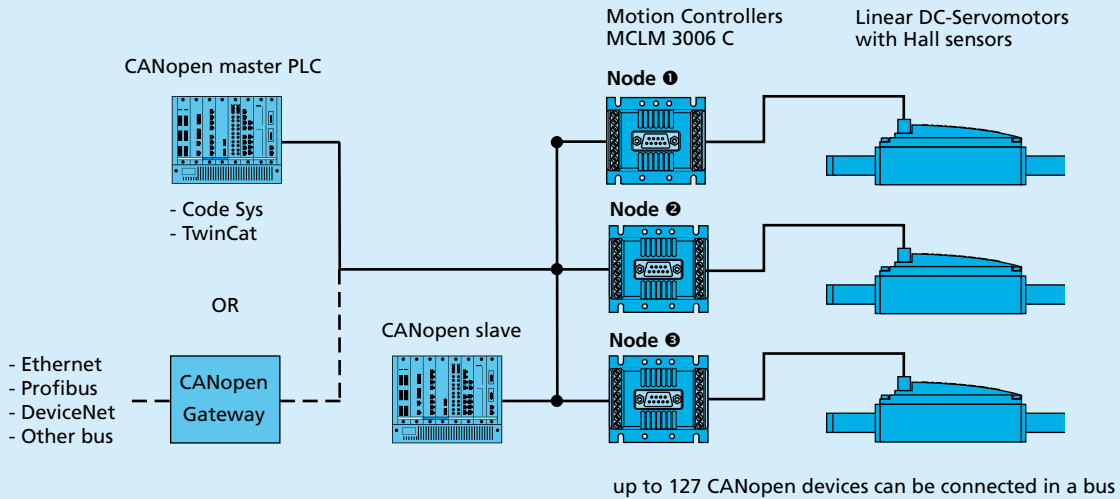 Motion Controllers
MCLM 3006 C
Linear DC-Servomotors
with Hall sensors
CANopen master PLC
Node ❶
- Code Sys
- TwinCat
Node ❷
OR
CANopen slave
Node ❸
- Ethernet
- Profibus
- DeviceNet
- Other bus
CANopen
Gateway
up to 127 CANopen devices can be connected in a bus